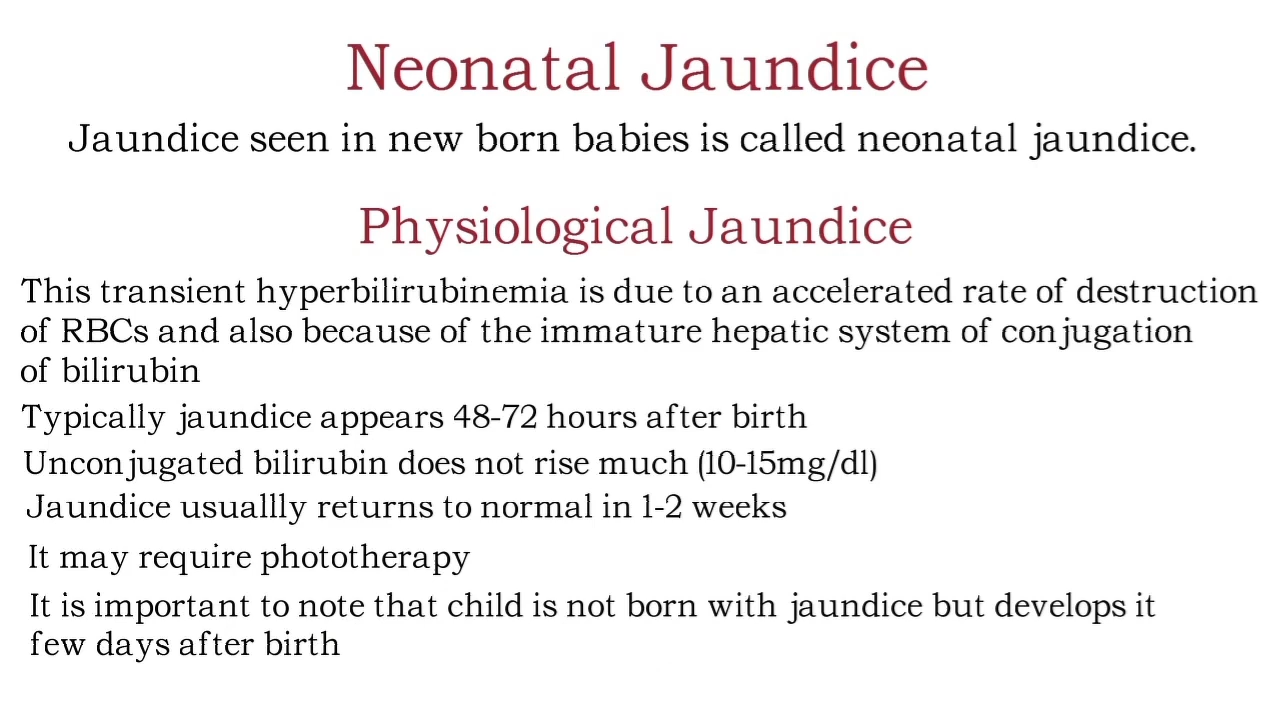 Neonatal Jaundice
Jaundice seen in new born babies is called neonatal jaundice.
Physiological Jaundice
This transient hyperbilirubinemia is due to an accelerated rate of destruction
of RBCs and also because of the immature hepatic system of conjugation
of bilirubin
Typically jaundice appears 48-72 hours after birth
Unconjugated bilirubin does not rise much (10-15mg/dl)
Jaundice usuallly returns to normal in 1-2 weeks
It may require phototherapy
It is important to note that child is not born with jaundice but develops it
few days after birth